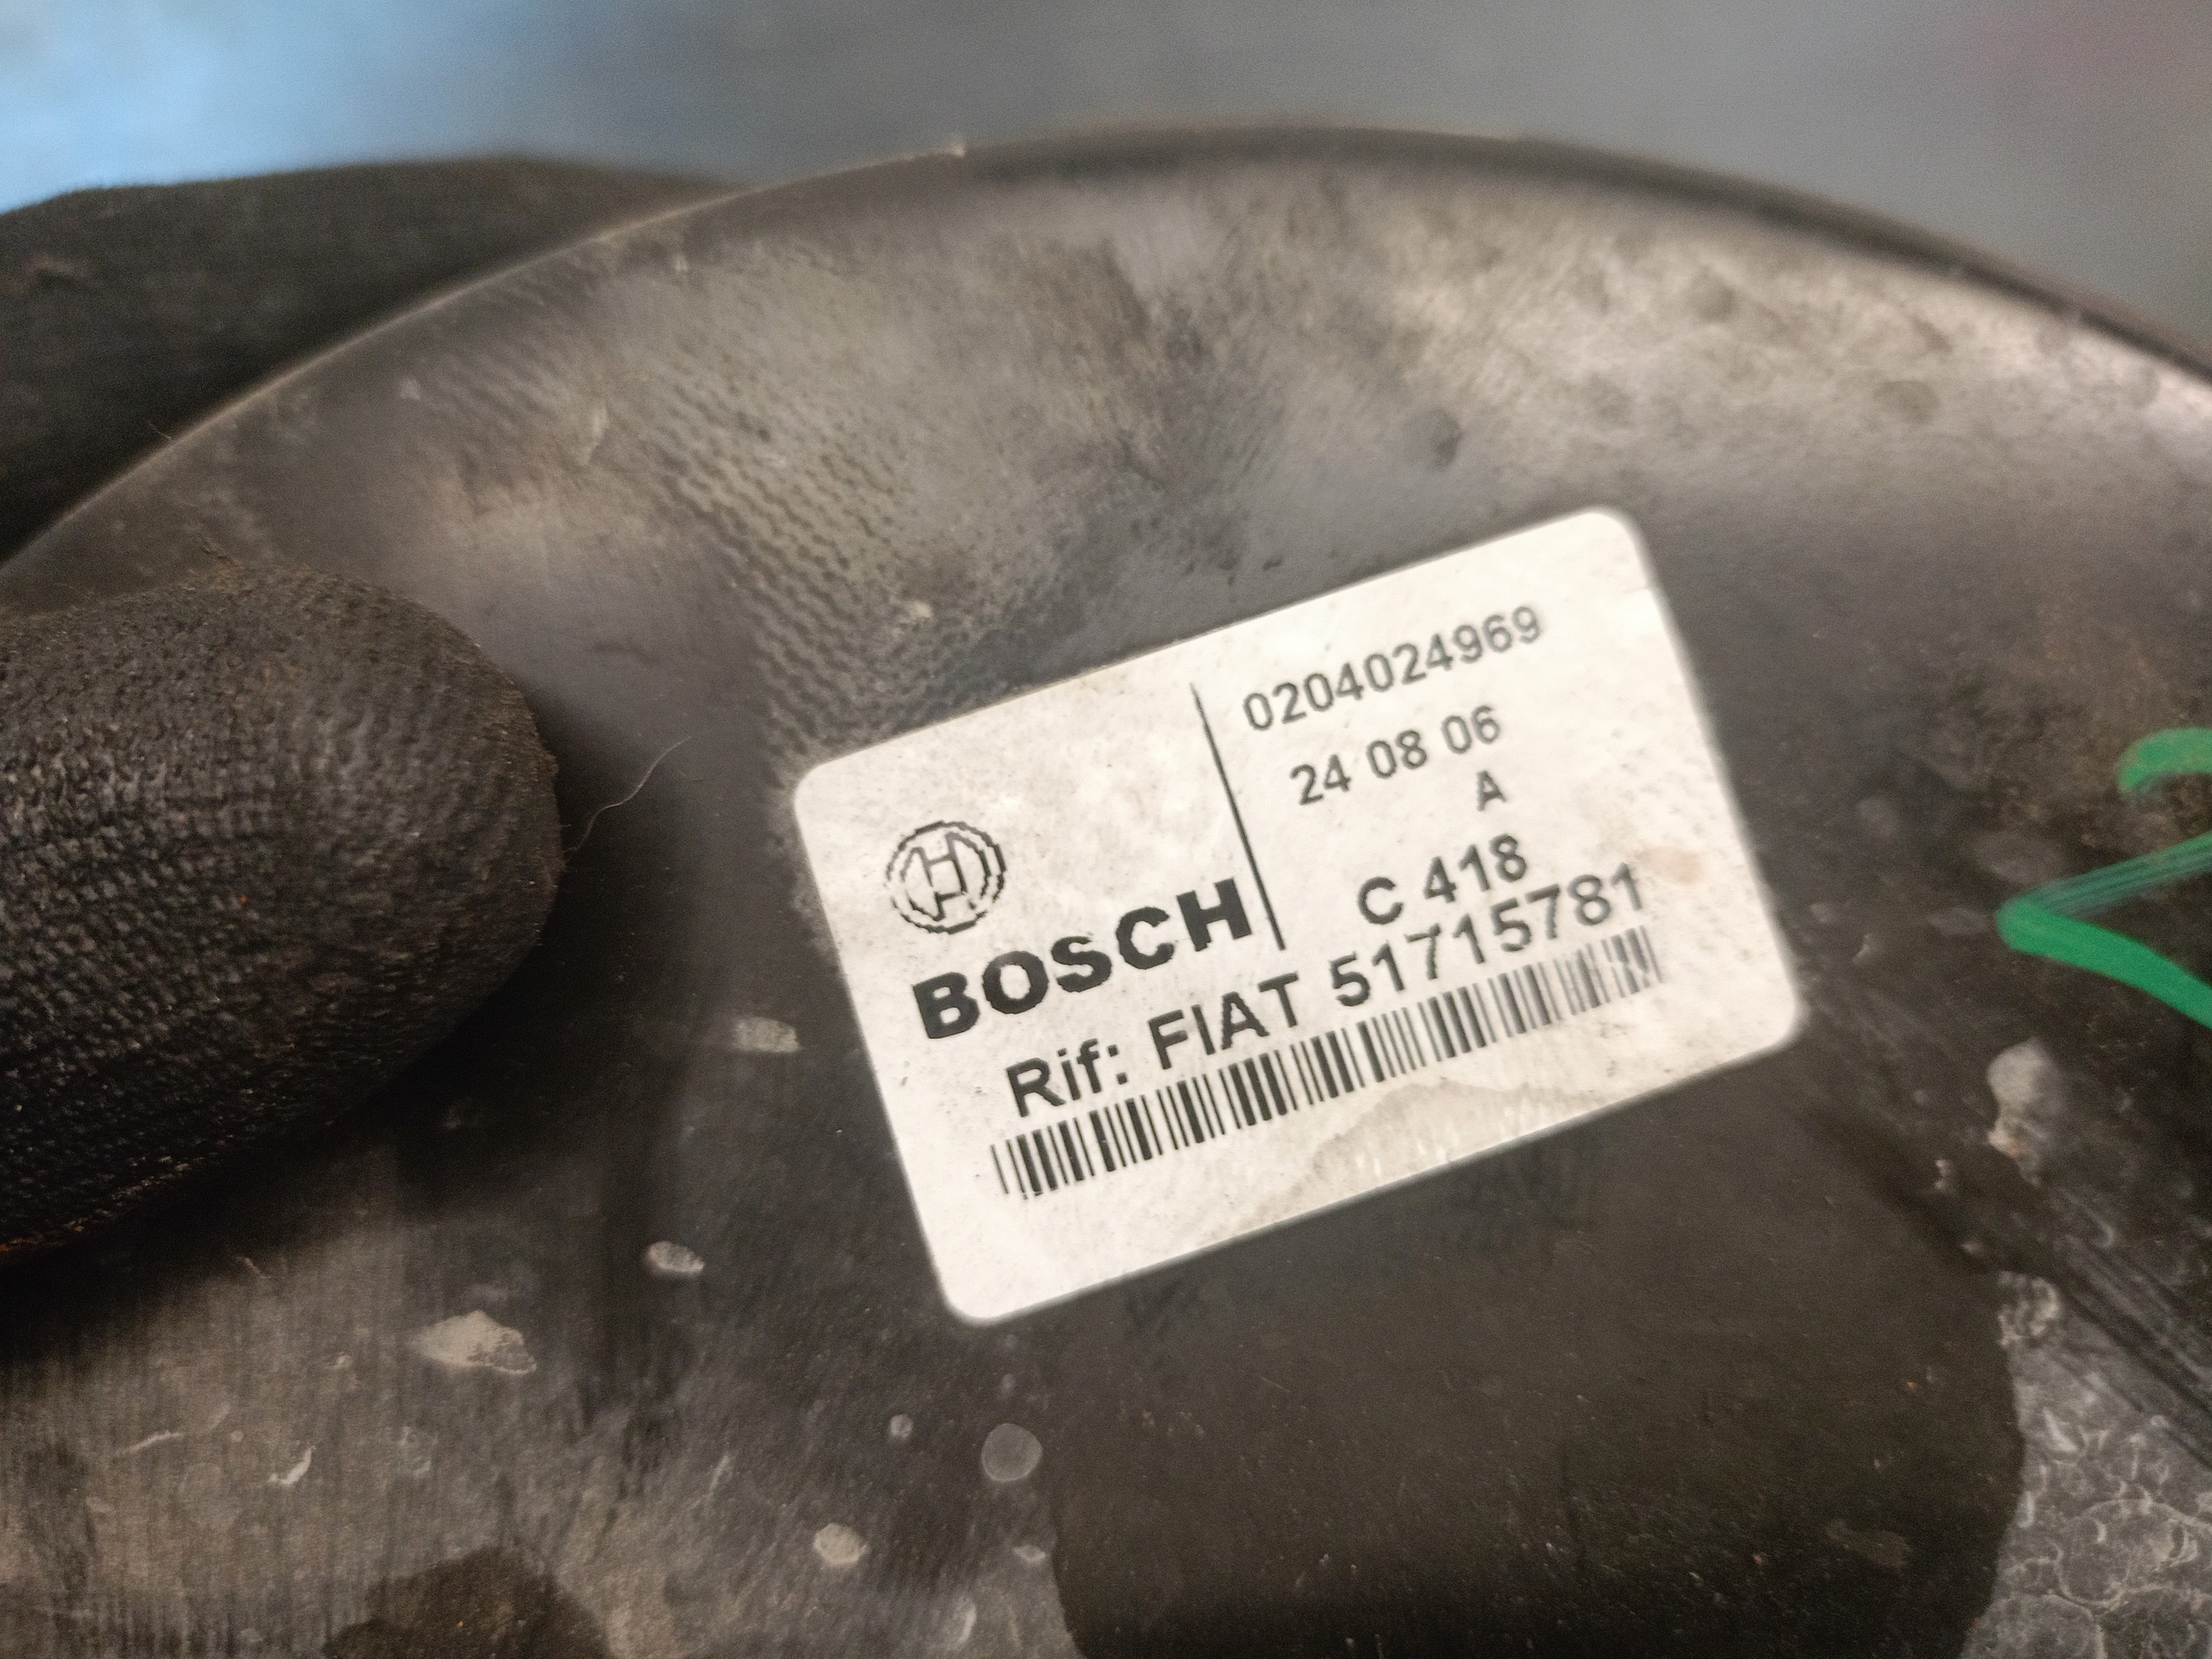 0204024969
24 08 06
A
C 418
BOSCH
Rif: FIAT 51715781